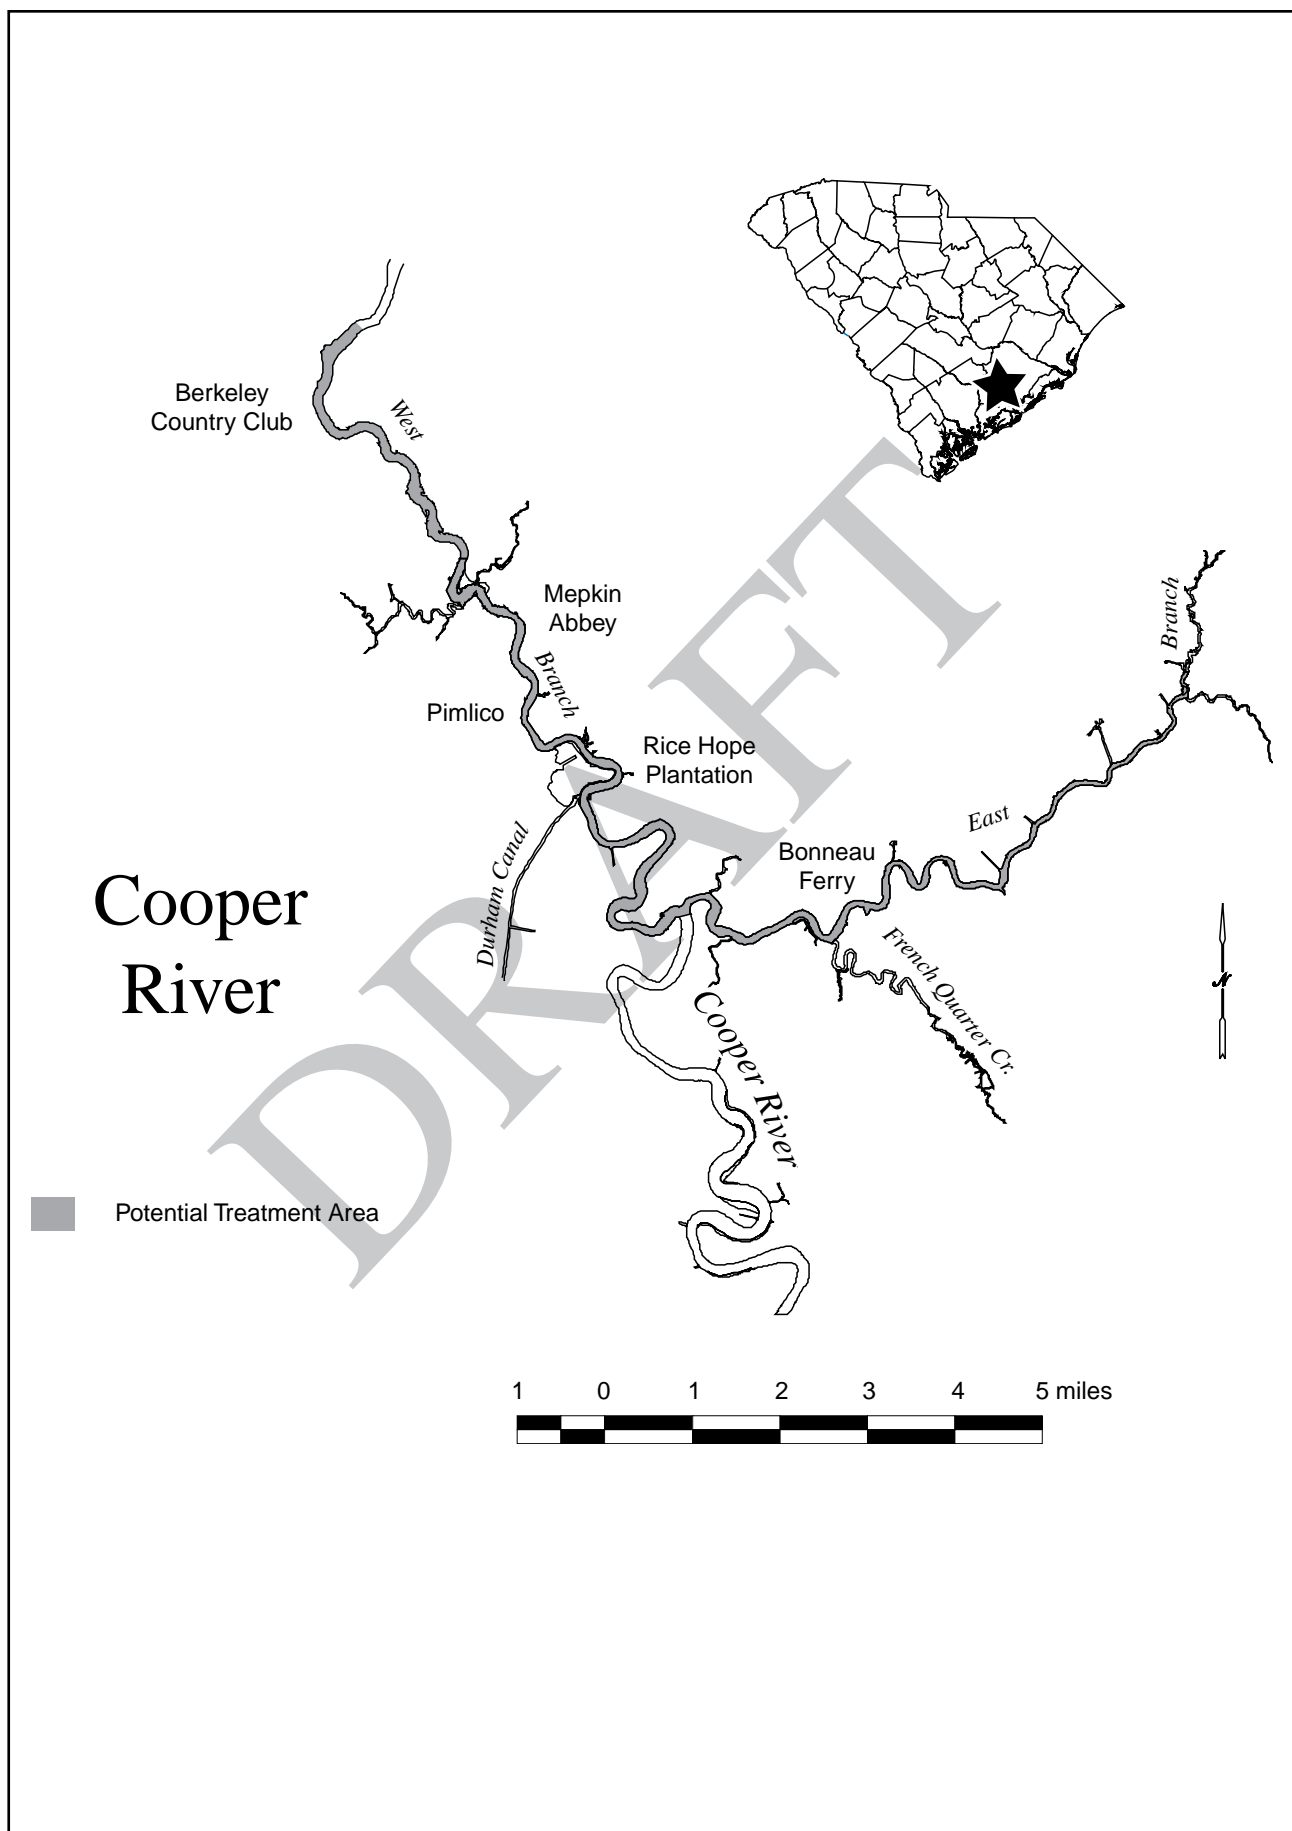 Berkeley
Country Club
West
Mepkin
Abbey
Branch
Pimlico
Rice Hope
Plantation
Durham Canal
Cooper
River
Bonneau
Ferry
East
Branch
French Quarter Cr.
N
Cooper River
DRAFT
Potential Treatment Area
1 0 1 2 3 4 5 miles